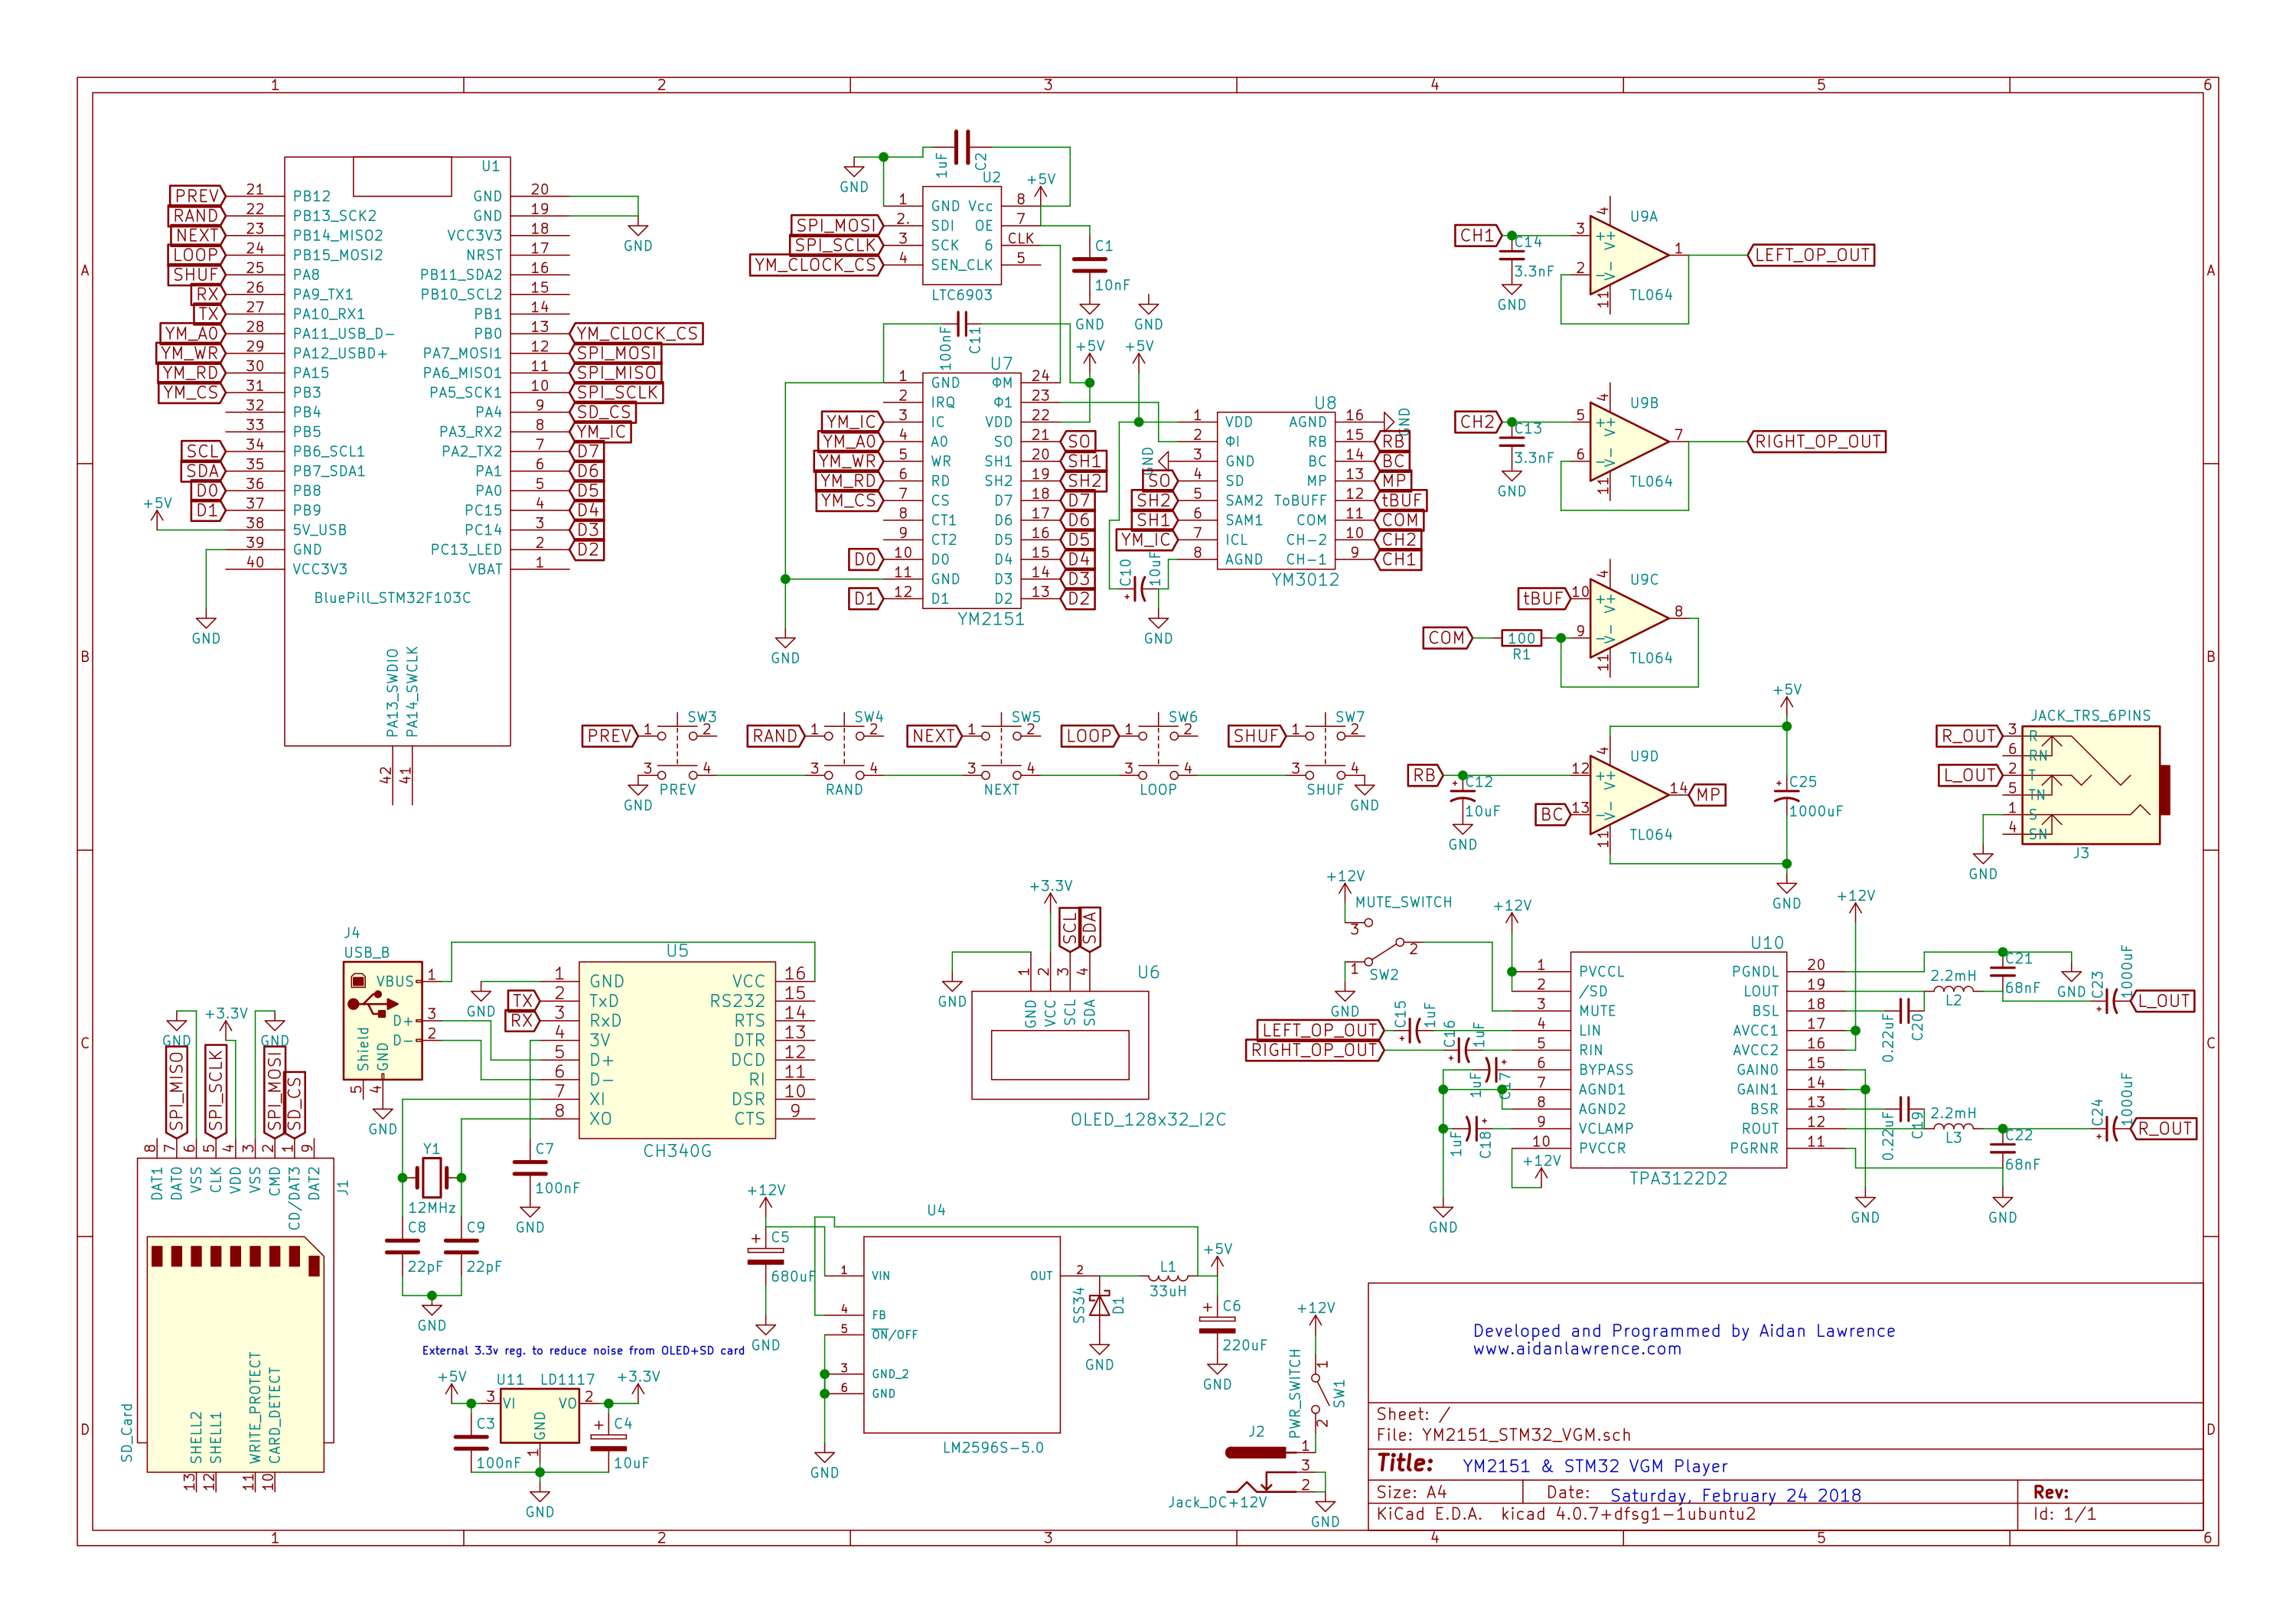 1 2 3 4 5 6
A B C D
A B C D
1 2 3 4 5 6
U1
PREV 21 PB12
RAND 22 PB13_SCK2
NEXT 23 PB14_MISO2
LOOP 24 PB15_MOSI2
SHUF 25 PA8
RX 26 PA9_TX1
TX 27 PA10_RX1
YM_A0 28 PA11_USB_D-
YM_WR 29 PA12_USBD+
YM_RD 30 PA15
YM_CS 31 PB3
32 PB4
33 PB5
SCL 34 PB6_SCL1
SDA 35 PB7_SDA1
D0 36 PB8
D1 37 PB9
+5V 38 5V_USB
39 GND
40 VCC3V3
GND
GND 20
GND 19
VCC3V3 18
NRST 17
PB11_SDA2 16
PB10_SCL2 15
PB1 14
PB0 13 YM_CLOCK_CS
PA7_MOSI1 12 SPI_MOSI
PA6_MISO1 11 SPI_MISO
PA5_SCK1 10 SPI_SCLK
PA4 9 SD_CS
PA3_RX2 8 YM_IC
PA2_TX2 7 D7
PA1 6 D6
PA0 5 D5
PC15 4 D4
PC14 3 D3
PC13_LED 2 D2
VBAT 1
GND
BluePill_STM32F103C
PA13_SWDIO 42
PA14_SWCLK 41
1uF C2
GND
U2
+5V
1 GND Vcc 8
SPI_MOSI 2. SDI OE 7
SPI_SCLK 3 SCK 6 CLK
YM_CLOCK_CS 4 SEN_CLK 5
LTC6903
C1
10nF
GND
GND
100nF C11
U7
+5V
+5V
1 GND ΦM 24
2 IRQ Φ1 23
YM_IC 3 IC VDD 22
YM_A0 4 A0 SO 21 SO
YM_WR 5 WR SH1 20 SH1
YM_RD 6 RD SH2 19 SH2
YM_CS 7 CS D7 18 D7
8 CT1 D6 17 D6
9 CT2 D5 16 D5
D0 10 D0 D4 15 D4
11 GND D3 14 D3
D1 12 D1 D2 13 D2
YM2151
GND
U8
1 VDD AGND 16 GND
2 ΦI RB 15 RB
GND 3 GND BC 14 BC
SO 4 SD MP 13 MP
SH2 5 SAM2 ToBUFF 12 tBUF
SH1 6 SAM1 COM 11 COM
YM_IC 7 ICL CH-2 10 CH2
8 AGND CH-1 9 CH1
YM3012
C10 10uF
GND
CH1 C14 3.3nF GND
3 2 4 11 1 + V+ - V-
U9A
TL064
LEFT_OP_OUT
CH2 C13 3.3nF GND
5 6 4 11 7 + V+ - V-
U9B
TL064
RIGHT_OP_OUT
tBUF 10
COM 100 R1 9
4 11 8 + V+ - V-
U9C
TL064
RB 12 C12 10uF GND
BC 13
4 11 14 MP + V+ - V-
U9D
TL064
+5V
C25
1000uF
GND
PREV 1 2 SW3
GND 3 4 PREV
RAND 1 2 SW4
3 4 RAND
NEXT 1 2 SW5
3 4 NEXT
LOOP 1 2 SW6
3 4 LOOP
SHUF 1 2 SW7
3 4 SHUF
GND
JACK_TRS_6PINS
R_OUT 3 R
6 RN
L_OUT 2 T
5 TN
1 S
4 SN
J3
GND
J4
USB_B
VBUS 1
D+ 3
D- 2
Shield 5
GND 4
GND
U5
1 GND VCC 16
TX 2 TxD RS232 15
RX 3 RxD RTS 14
4 3V DTR 13
5 D+ DCD 12
6 D- RI 11
7 XI DSR 10
8 XO CTS 9
GND
CH340G
Y1
12MHz
C8
22pF
C9
22pF
GND
C7
100nF
GND
+3.3V
SCL
SDA
GND
1 2 3 4
GND VCC SCL SDA
U6
OLED_128x32_I2C
+12V
MUTE_SWITCH
3 2 1
SW2
GND
+12V
U10
1 PVCCL PGNDL 20
2 /SD LOUT 19
3 MUTE BSL 18
LEFT_OP_OUT C15 1uF 4 LIN AVCC1 17
RIGHT_OP_OUT C16 1uF 5 RIN AVCC2 16
6 BYPASS GAIN0 15
7 AGND1 GAIN1 14
8 AGND2 BSR 13
9 VCLAMP ROUT 12
10 PVCCR PGRNR 11
TPA3122D2
1uF C17
1uF C18
+12V
GND
+12V
0.22uF C20
2.2mH
L2
C21
68nF
GND
C23 1000uF
L_OUT
0.22uF C19
2.2mH
L3
C22
68nF
C24 1000uF
R_OUT
GND
GND
GND
+3.3V
GND
SPI_MISO
SPI_SCLK
SPI_MOSI
SD_CS
8 7 6 5 4 3 2 1 9
DAT1 DAT0 VSS CLK VDD VSS CMD CD/DAT3 DAT2
J1
SD_Card
SHELL2 SHELL1 WRITE_PROTECT CARD_DETECT
13 12 11 10
External 3.3v reg. to reduce noise from OLED+SD card
+5V
U11
LD1117
+3.3V
3 VI VO 2
GND 1
C3
100nF
C4
10uF
GND
+12V
C5
680uF
GND
U4
1 VIN OUT 2
4 FB
5 ON/OFF
3 GND_2
6 GND
LM2596S-5.0
GND
SS34 D1
GND
L1
33uH
+5V
C6
220uF
GND
+12V
PWR_SWITCH
1
2
SW1
J2
1
3
2
Jack_DC+12V
GND
Developed and Programmed by Aidan Lawrence
www.aidanlawrence.com
Sheet: /
File: YM2151_STM32_VGM.sch
Title: YM2151 & STM32 VGM Player
Size: A4 Date: Saturday, February 24 2018 Rev:
KiCad E.D.A. kicad 4.0.7+dfsg1-1ubuntu2 Id: 1/1